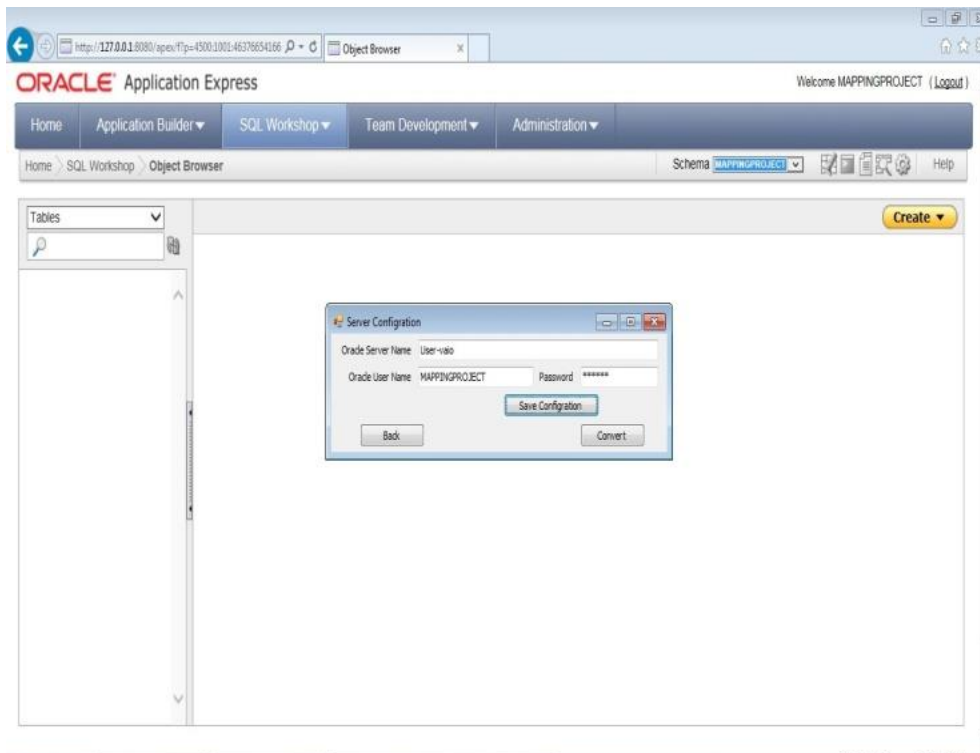 http://127.0.0.1:8080/apex/f?p=4500:1001:46376654166
Object Browser
ORACLE Application Express
Welcome MAPPINGPROJECT (Logout)
Home Application Builder SQL Workshop Team Development Administration
Home SQL Workshop Object Browser Schema MAPPINGPROJECT Help
Tables
Create
Server Configration
Oracle Server Name User-vaio
Oracle User Name MAPPINGPROJECT Password ******
Save Configration
Back Convert